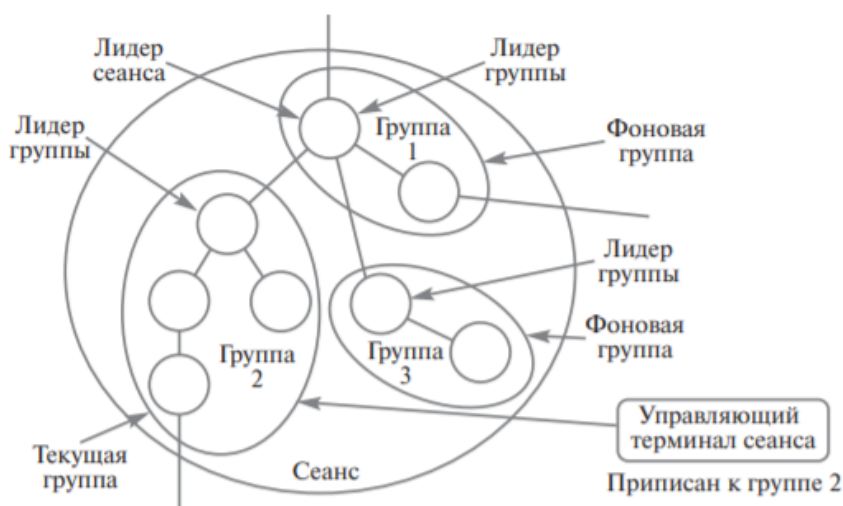 Лидер
сеанса
Лидер
группы
Лидер
группы
Группа
1
Фоновая
группа
Лидер
группы
Группа
2
Группа
3
Фоновая
группа
Управляющий
терминал сеанса
Текущая
группа
Сеанс
Приписан к группе 2